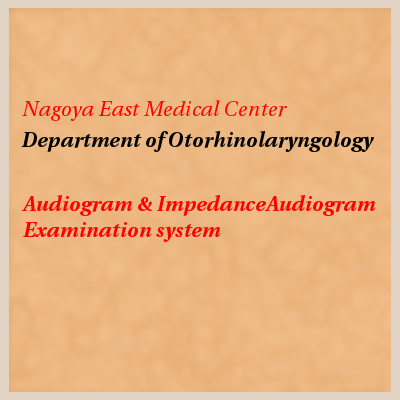 Nagoya East Medical Center
Department of Otorhinolaryngology
Audiogram & ImpedanceAudiogram
Examination system